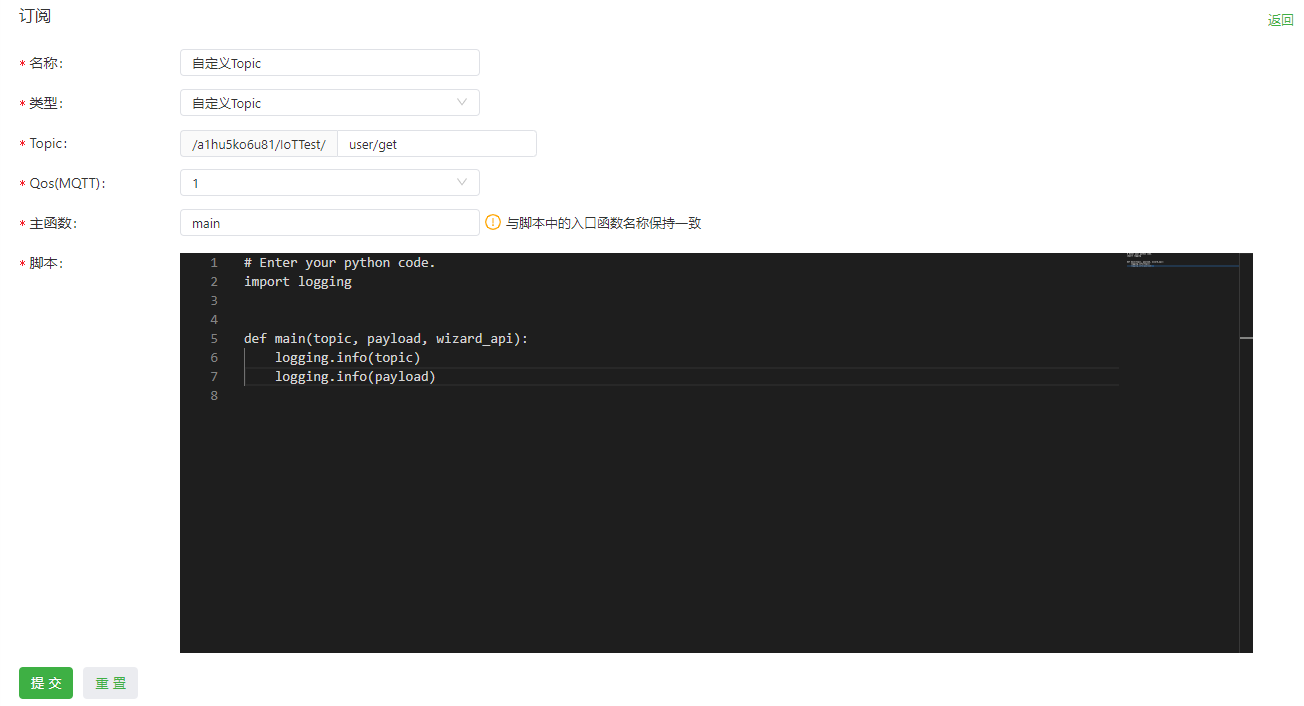 订阅
返回
* 名称: 自定义Topic
* 类型: 自定义Topic
* Topic: /a1hu5ko6u81/IoTTest/ user/get
* Qos(MQTT): 1
* 主函数: main 与脚本中的入口函数名称保持一致
* 脚本:
1 # Enter your python code.
2 import logging
3
4
5 def main(topic, payload, wizard_api):
6     logging.info(topic)
7     logging.info(payload)
8
提 交 重 置